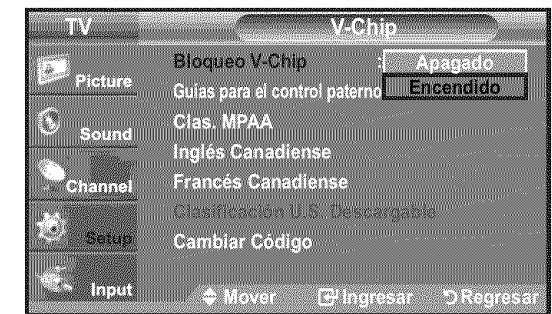 TV V-Chip
Picture
Sound
Channel
Setup
Input
Bloqueo V-Chip : Apagado
Guías para el control paterno Encendido
Clas. MPAA
Inglés Canadiense
Francés Canadiense
Clasificación U.S. Descargable
Cambiar Código
Mover Ingresar Regresar